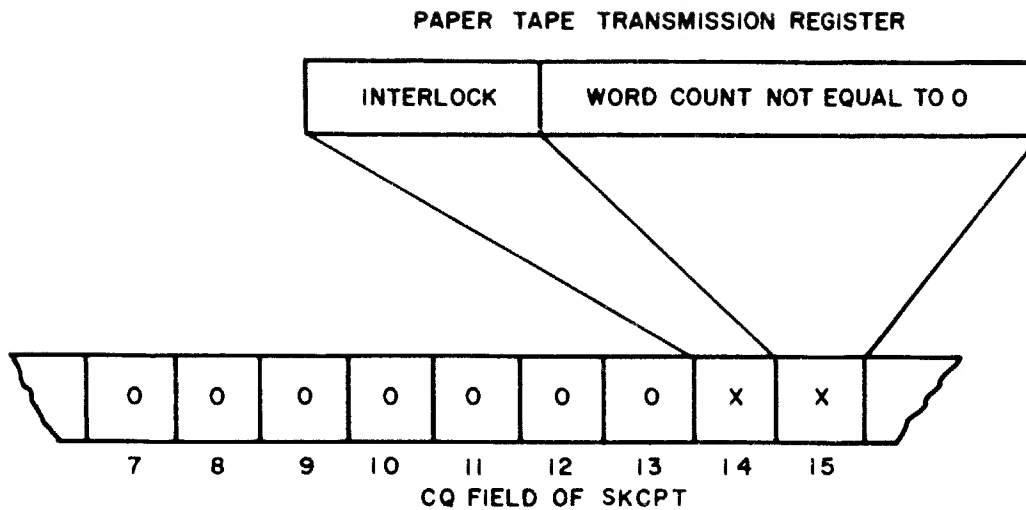 PAPER TAPE TRANSMISSION REGISTER
INTERLOCK WORD COUNT NOT EQUAL TO 0
0 0 0 0 0 0 0 X X
7 8 9 10 11 12 13 14 15
CQ FIELD OF SKCPT